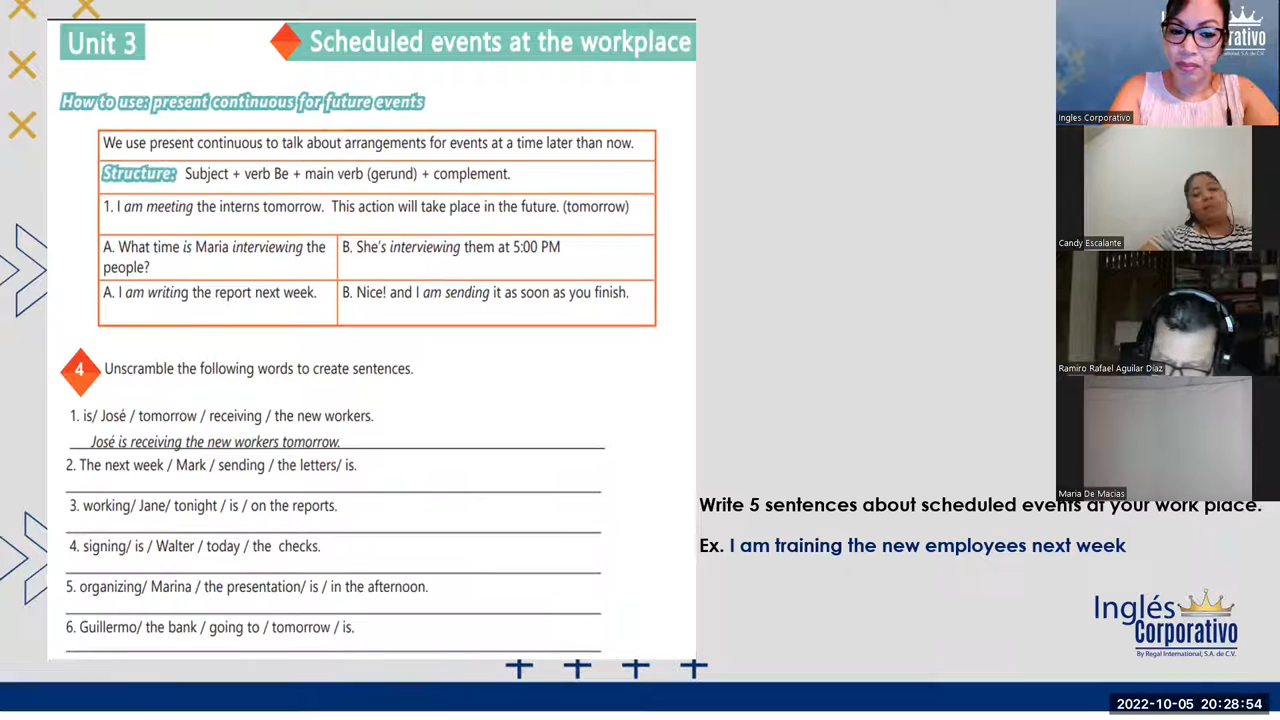 Unit 3
Scheduled events at the workplace
How to use: present continuous for future events
We use present continuous to talk about arrangements for events at a time later than now.
Structure: Subject + verb Be + main verb (gerund) + complement.
1. I am meeting the interns tomorrow. This action will take place in the future. (tomorrow)
A. What time is Maria interviewing the people?
B. She's interviewing them at 5:00 PM
A. I am writing the report next week.
B. Nice! and I am sending it as soon as you finish.
4 Unscramble the following words to create sentences.
1. is/ José / tomorrow / receiving / the new workers.
José is receiving the new workers tomorrow.
2. The next week / Mark / sending / the letters/ is.
3. working/ Jane/ tonight / is / on the reports.
4. signing/ is / Walter / today / the checks.
5. organizing/ Marina / the presentation/ is / in the afternoon.
6. Guillermo/ the bank / going to / tomorrow / is.
Write 5 sentences about scheduled events at your work place.
Ex. I am training the new employees next week
Inglés
Corporativo
By Regal International, S.A. de C.V.
Ingles Corporativo
Candy Escalante
Ramiro Rafael Aguilar Díaz
Maria De Macias
2022-10-05 20:28:54